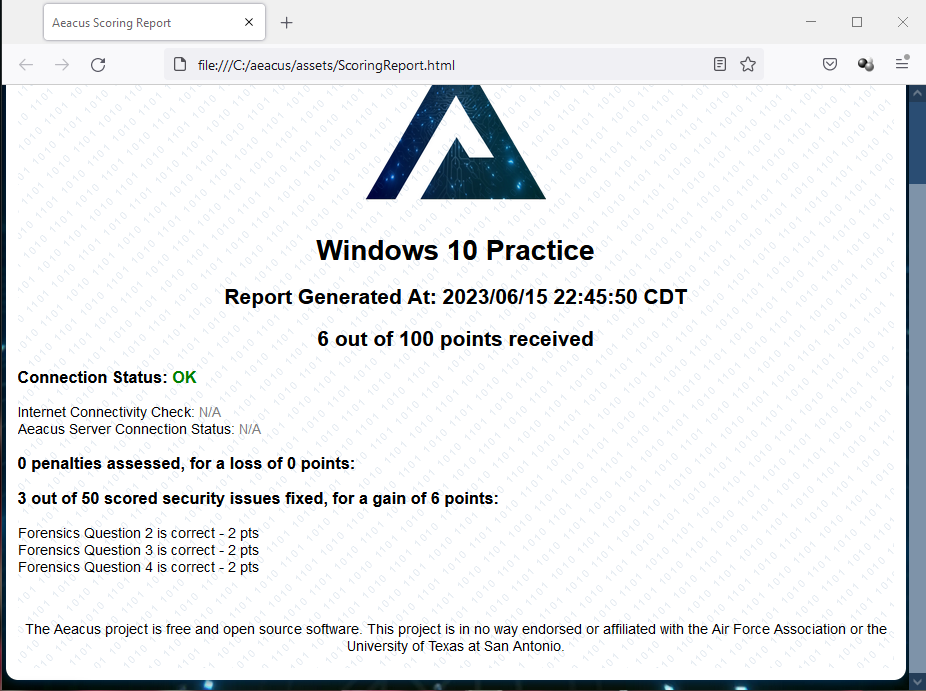 Aeacus Scoring Report
file:///C:/aeacus/assets/ScoringReport.html
Windows 10 Practice
Report Generated At: 2023/06/15 22:45:50 CDT
6 out of 100 points received
Connection Status: OK
Internet Connectivity Check: N/A
Aeacus Server Connection Status: N/A
0 penalties assessed, for a loss of 0 points:
3 out of 50 scored security issues fixed, for a gain of 6 points:
Forensics Question 2 is correct - 2 pts
Forensics Question 3 is correct - 2 pts
Forensics Question 4 is correct - 2 pts
The Aeacus project is free and open source software. This project is in no way endorsed or affiliated with the Air Force Association or the
University of Texas at San Antonio.